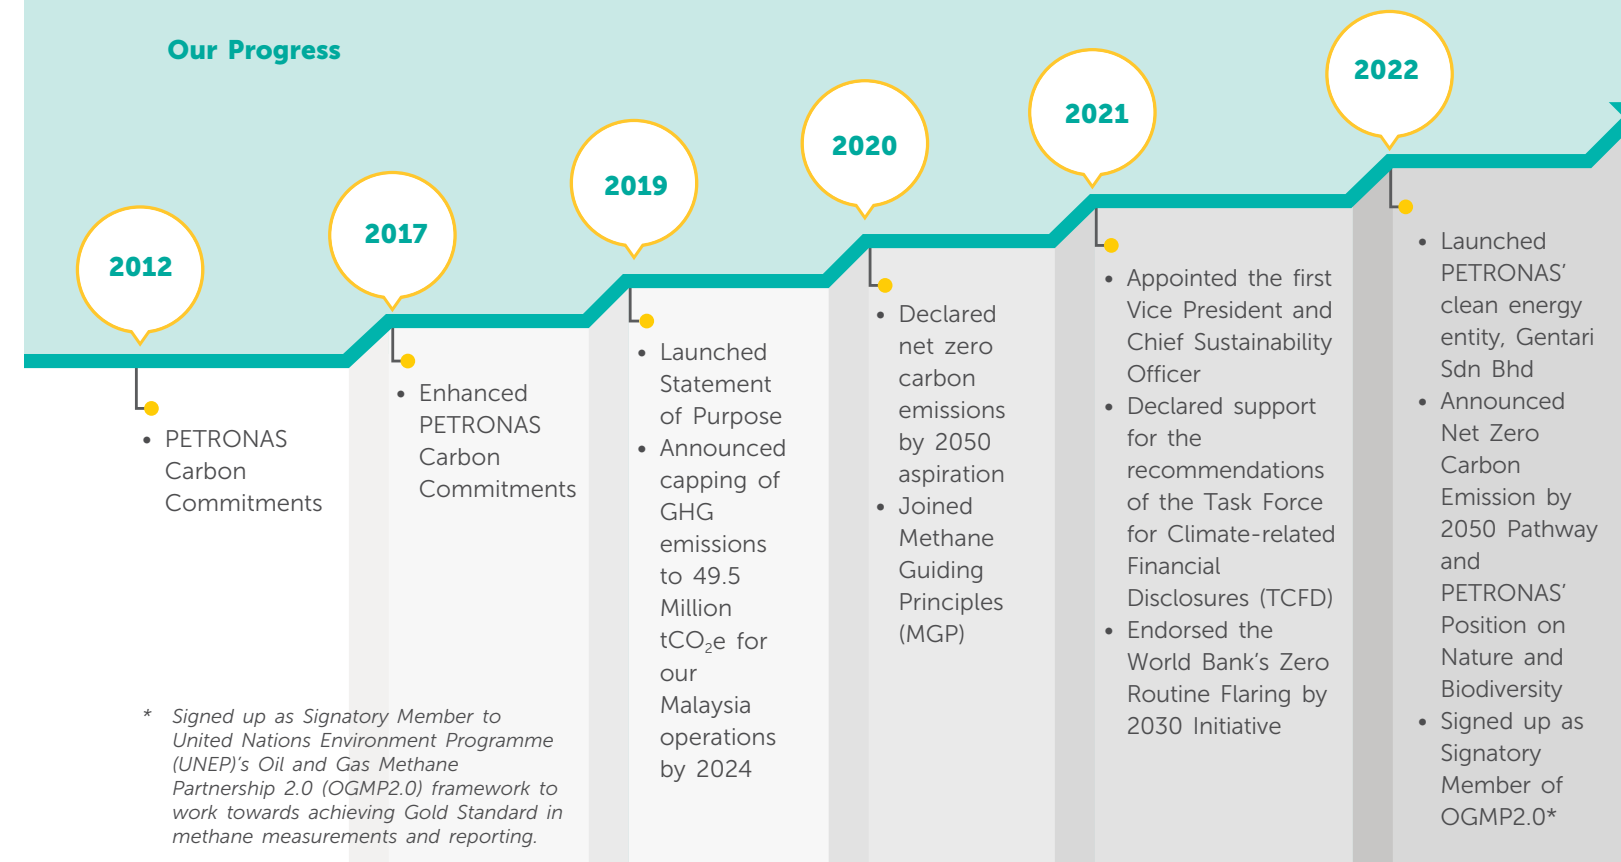 Our Progress
2012
• PETRONAS
Carbon
Commitments
2017
• Enhanced
PETRONAS
Carbon
Commitments
2019
• Launched
Statement
of Purpose
• Announced
capping of
GHG
emissions
to 49.5
Million
tCO₂e for
our
Malaysia
operations
by 2024
2020
• Declared
net zero
carbon
emissions
by 2050
aspiration
• Joined
Methane
Guiding
Principles
(MGP)
2021
• Appointed the first
Vice President and
Chief Sustainability
Officer
• Declared support
for the
recommendations
of the Task Force
for Climate-related
Financial
Disclosures (TCFD)
• Endorsed the
World Bank’s Zero
Routine Flaring by
2030 Initiative
2022
• Launched
PETRONAS’
clean energy
entity, Gentari
Sdn Bhd
• Announced
Net Zero
Carbon
Emission by
2050 Pathway
and
PETRONAS’
Position on
Nature and
Biodiversity
• Signed up as
Signatory
Member of
OGMP2.0*
* Signed up as Signatory Member to
United Nations Environment Programme
(UNEP)’s Oil and Gas Methane
Partnership 2.0 (OGMP2.0) framework to
work towards achieving Gold Standard in
methane measurements and reporting.